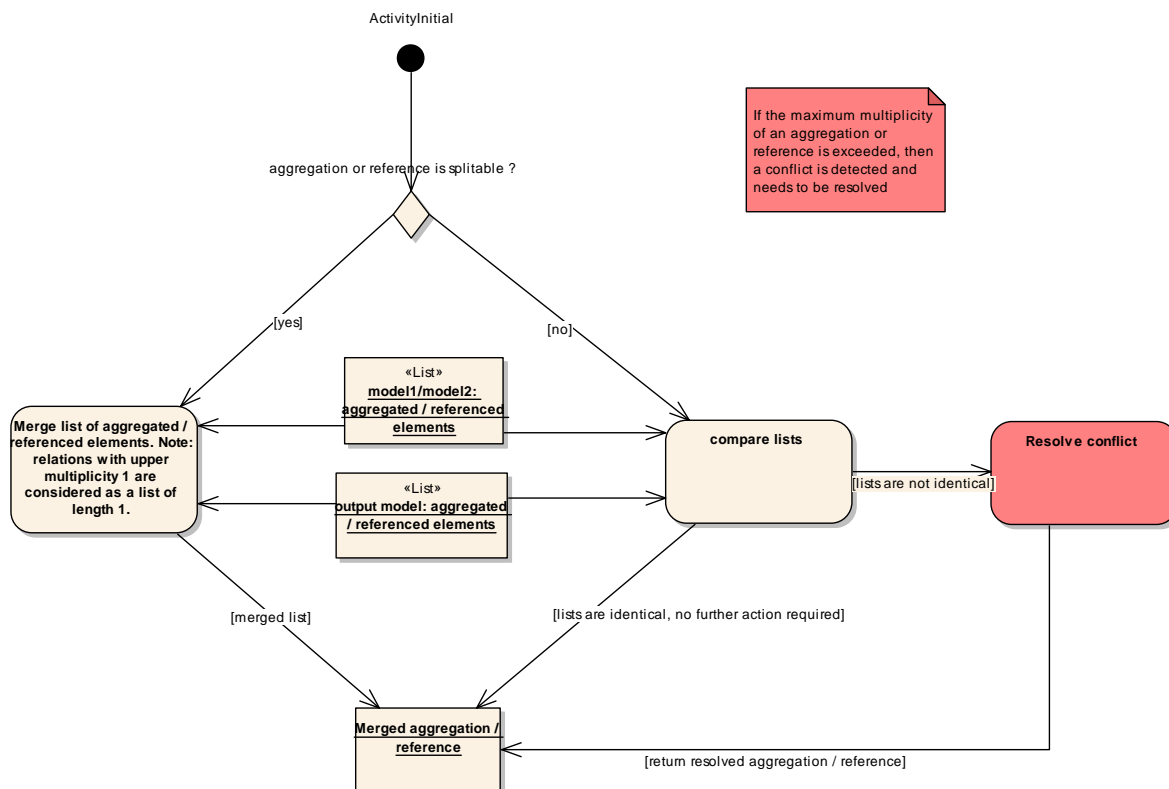 ActivityInitial
If the maximum multiplicity
of an aggregation or
reference is exceeded, then
a conflict is detected and
needs to be resolved
aggregation or reference is splitable ?
[yes]
[no]
«List»
model1/model2:
aggregated / referenced
elements
Merge list of aggregated /
referenced elements. Note:
relations with upper
multiplicity 1 are
considered as a list of
length 1.
compare lists
Resolve conflict
[lists are not identical]
«List»
output model: aggregated
/ referenced elements
[merged list]
[lists are identical, no further action required]
Merged aggregation /
reference
[return resolved aggregation / reference]